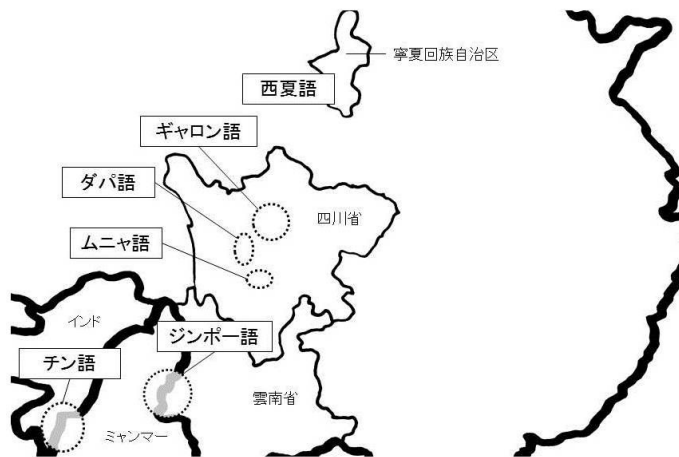 寧夏回族自治区
西夏語
ギャロン語
ダパ語
四川省
ムニャ語
インド
ジンポー語
チン語
雲南省
ミャンマー